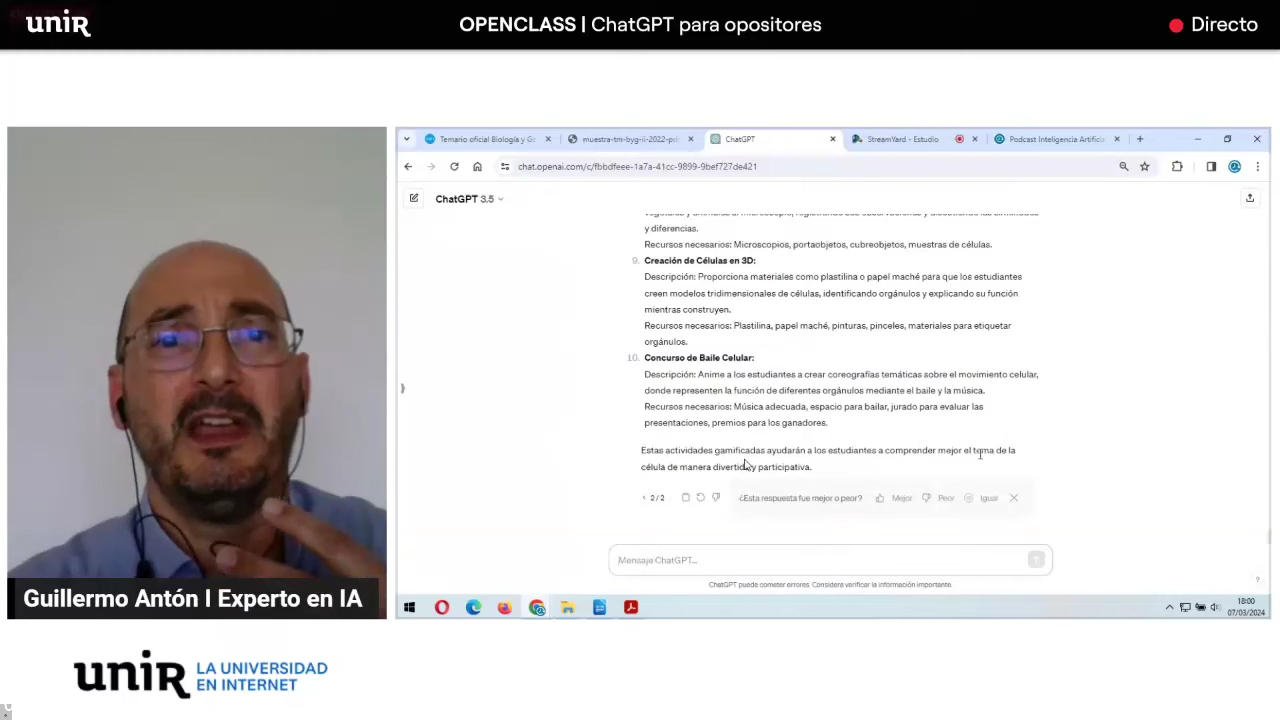 unir
OPENCLASS | ChatGPT para opositores
Directo
Temario oficial Biología y Ge
muestra-tm-byg-ii-2022-pdf
ChatGPT
StreamYard - Estudio
Podcast Inteligencia Artificia
chat.openai.com/c/fbbdfeee-1a7a-41cc-9899-9bef727de421
ChatGPT 3.5
y diferencias.
Recursos necesarios: Microscopios, portaobjetos, cubreobjetos, muestras de células.
9. Creación de Células en 3D:
Descripción: Proporciona materiales como plastilina o papel maché para que los estudiantes
creen modelos tridimensionales de células, identificando orgánulos y explicando su función
mientras construyen.
Recursos necesarios: Plastilina, papel maché, pinturas, pinceles, materiales para etiquetar
orgánulos.
10. Concurso de Baile Celular:
Descripción: Anime a los estudiantes a crear coreografías temáticas sobre el movimiento celular,
donde representen la función de diferentes orgánulos mediante el baile y la música.
Recursos necesarios: Música adecuada, espacio para bailar, jurado para evaluar las
presentaciones, premios para los ganadores.
Estas actividades gamificadas ayudarán a los estudiantes a comprender mejor el tema de la
célula de manera divertida y participativa.
2 / 2
¿Esta respuesta fue mejor o peor? Mejor Peor Igual
Mensaje ChatGPT...
ChatGPT puede cometer errores. Considera verificar la información importante.
?
18:00
07/03/2024
Guillermo Antón I Experto en IA
unir LA UNIVERSIDAD
EN INTERNET